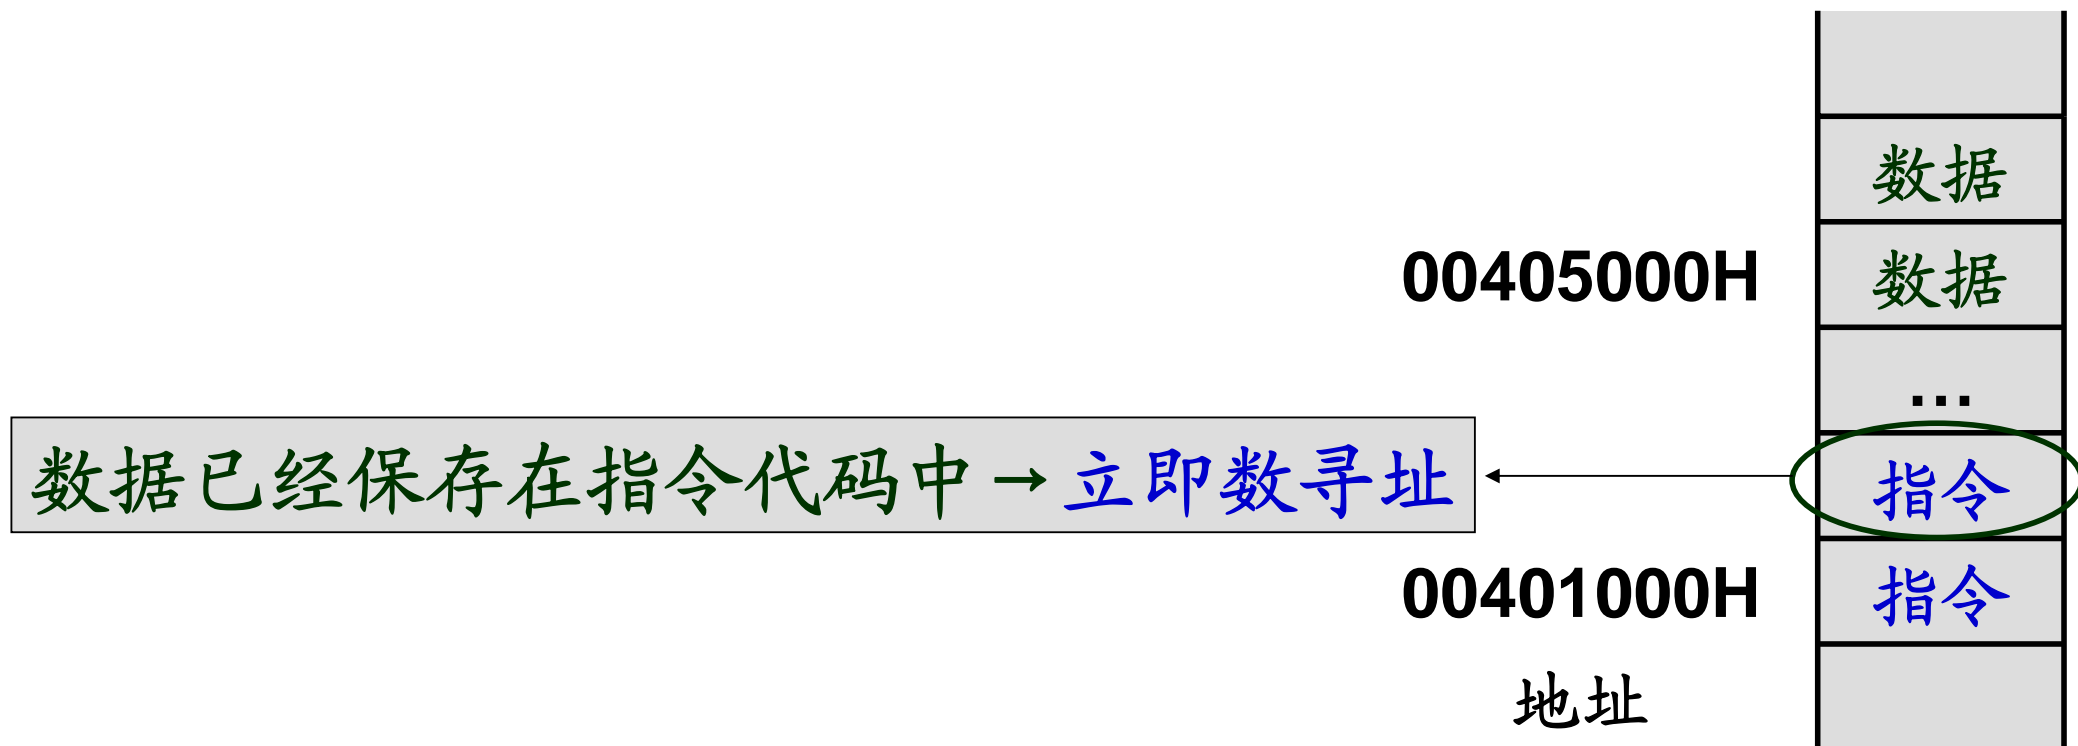 数据
00405000H 数据
…
数据已经保存在指令代码中→立即数寻址 指令
00401000H 指令
地址